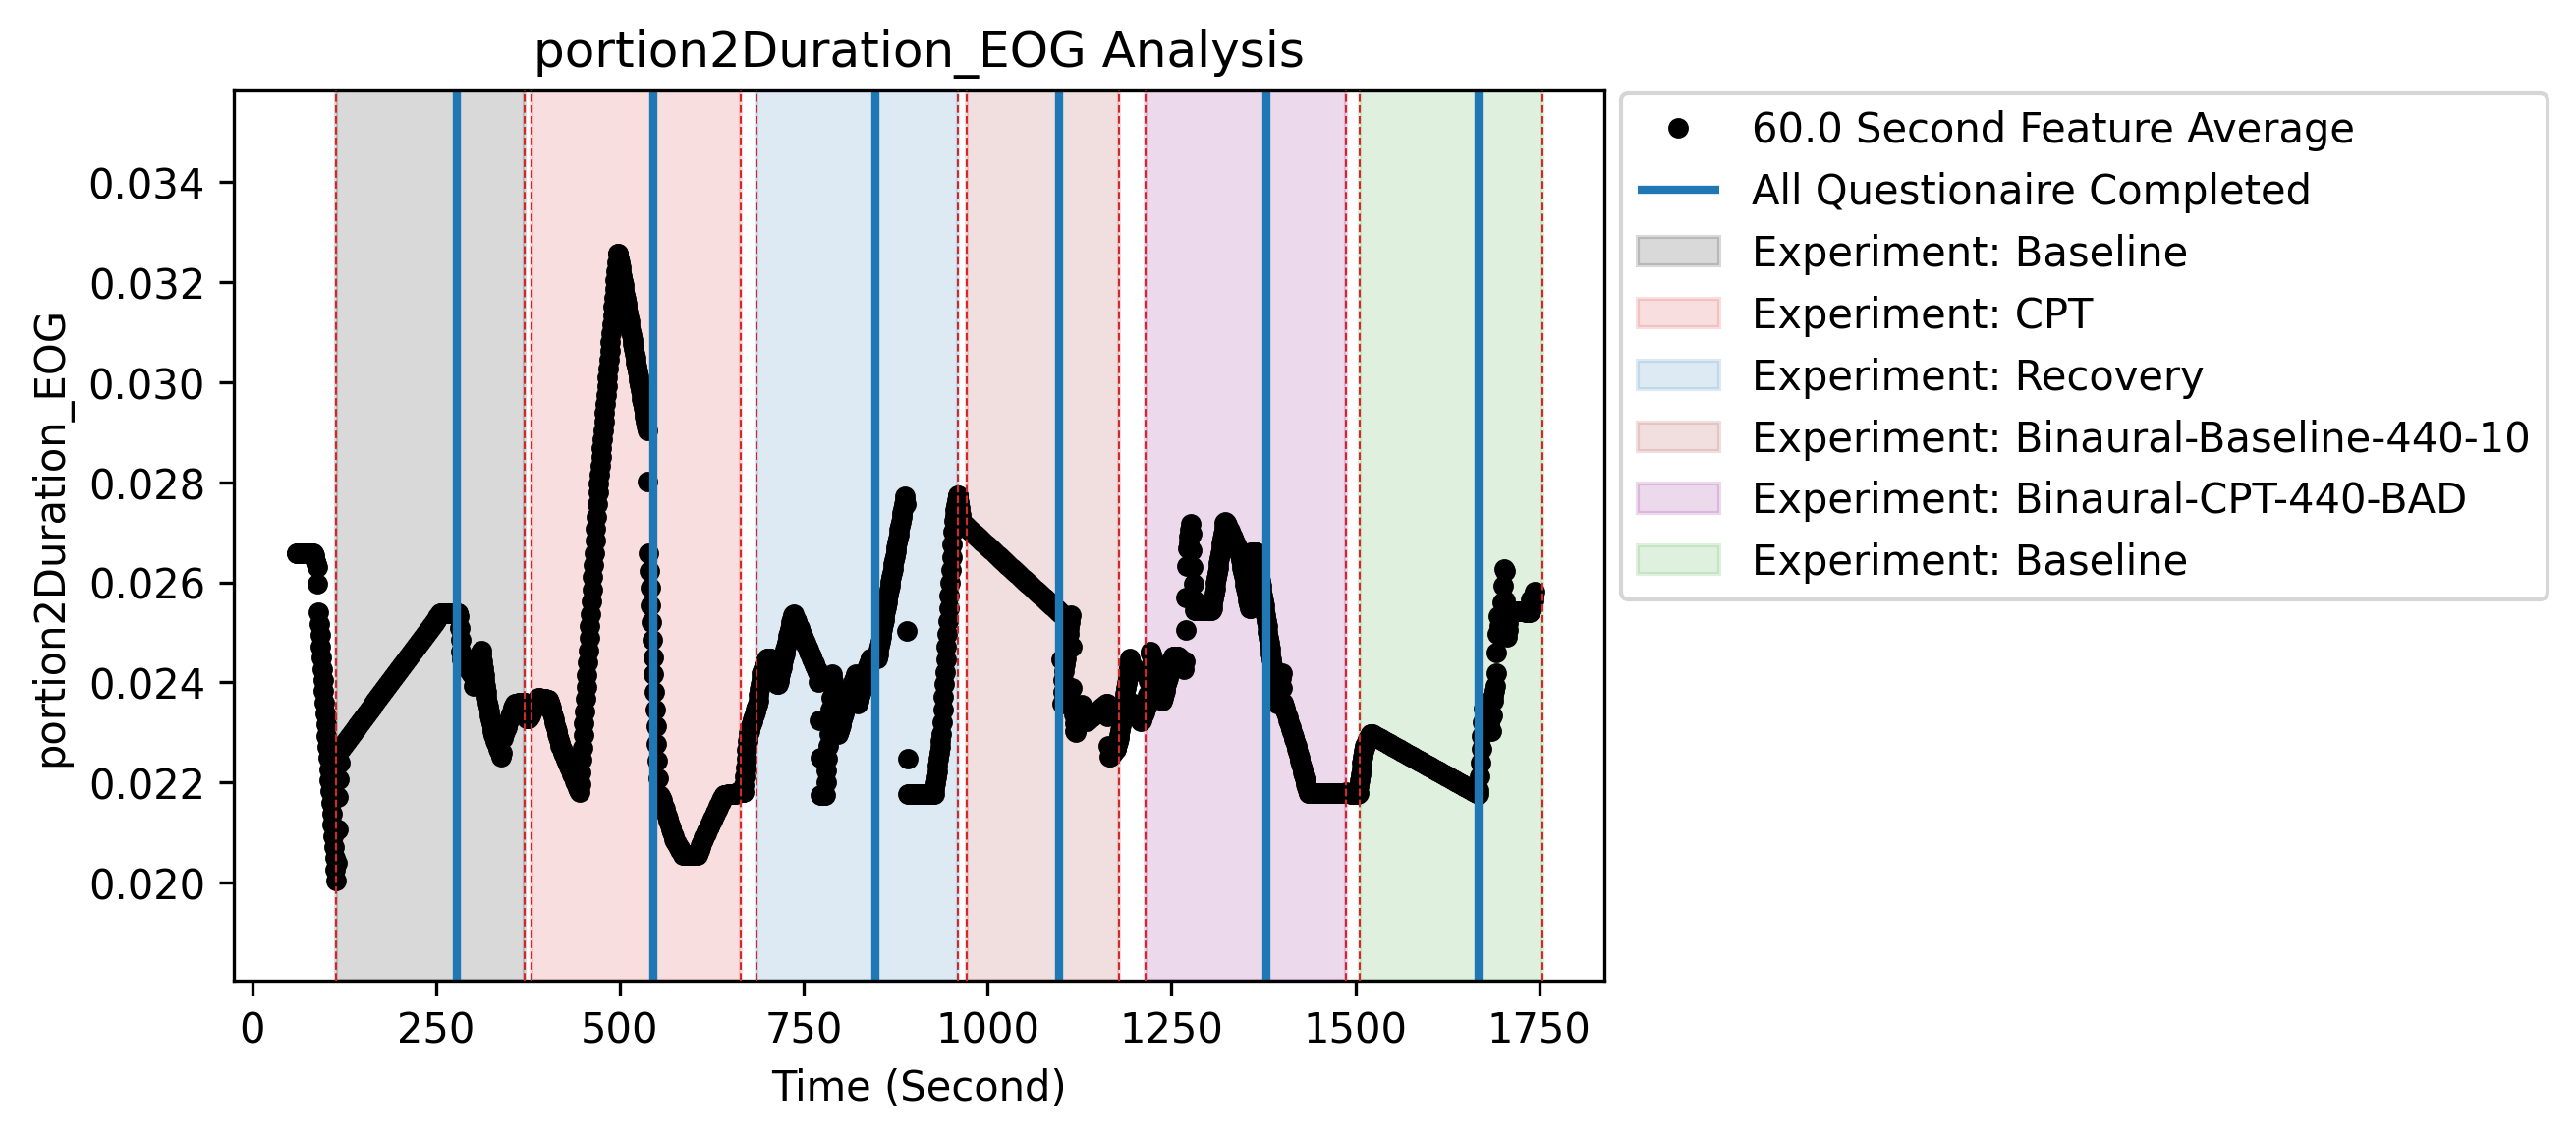 portion2Duration_EOG Analysis
portion2Duration_EOG
0.034
0.032
0.030
0.028
0.026
0.024
0.022
0.020
0
250
500
750
1000
1250
1500
1750
Time (Second)
60.0 Second Feature Average
All Questionaire Completed
Experiment: Baseline
Experiment: CPT
Experiment: Recovery
Experiment: Binaural-Baseline-440-10
Experiment: Binaural-CPT-440-BAD
Experiment: Baseline